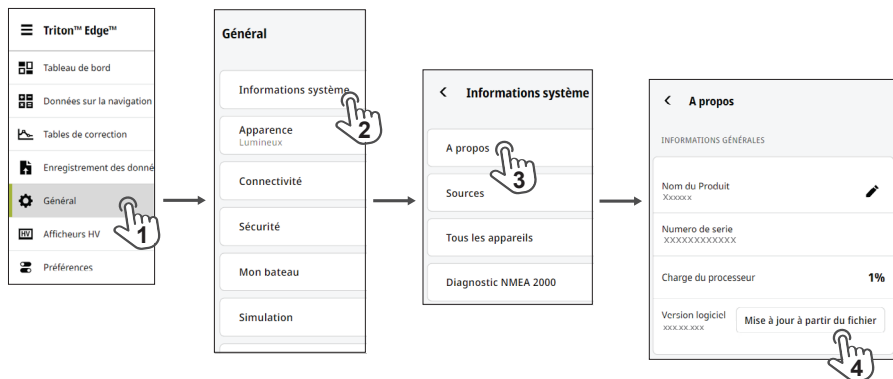 Triton™ Edge™
Tableau de bord
Données sur la navigation
Tables de correction
Enregistrement des donné
Général
1
Afficheurs HV
Préférences
Général
Informations système
2
Apparence
Lumineux
Connectivité
Sécurité
Mon bateau
Simulation
Informations système
A propos
3
Sources
Tous les appareils
Diagnostic NMEA 2000
A propos
INFORMATIONS GÉNÉRALES
Nom du Produit
Xxxxxx
Numero de serie
XXXXXXXXXXXX
Charge du processeur 1%
Version logiciel
xxx.xx.xxx
Mise à jour à partir du fichier
4